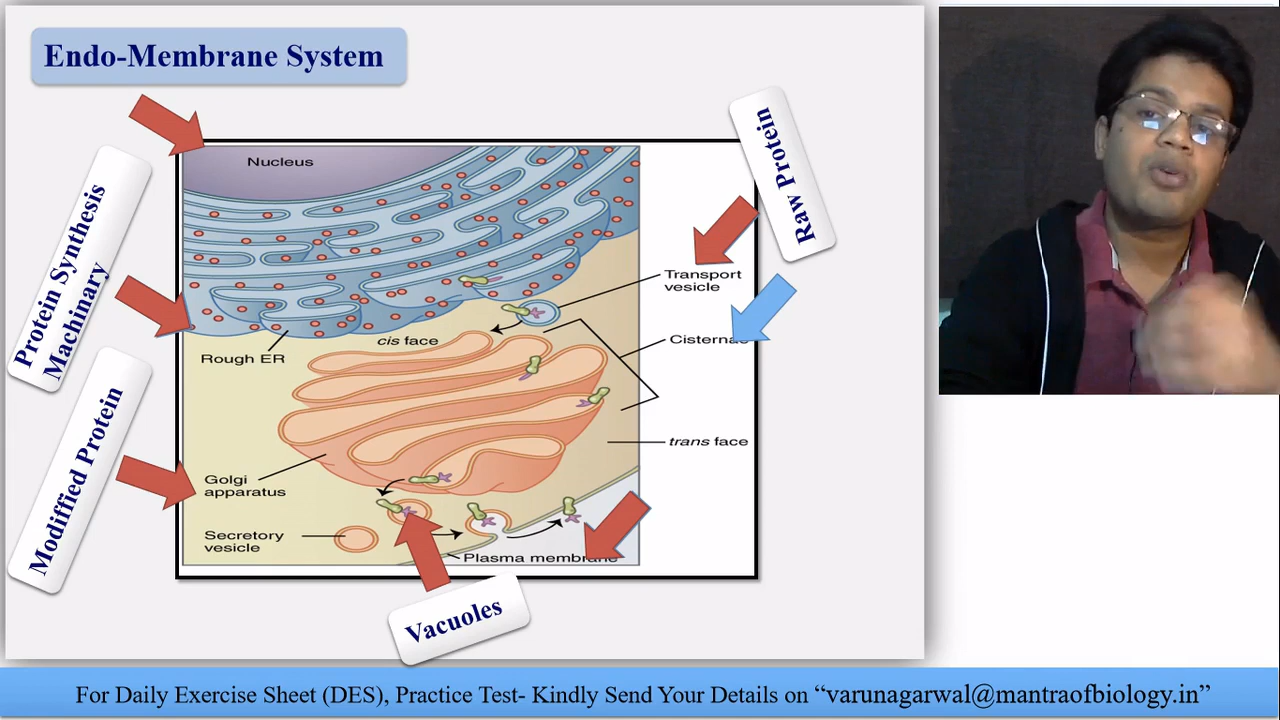 Endo-Membrane System
Nucleus
Protein Synthesis
Machinary
Raw Protein
Transport
vesicle
Cisternae
cis face
Rough ER
trans face
Modiffied Protein
Golgi
apparatus
Secretory
vesicle
Plasma membrane
Vacuoles
For Daily Exercise Sheet (DES), Practice Test- Kindly Send Your Details on “varunagarwal@mantraofbiology.in”